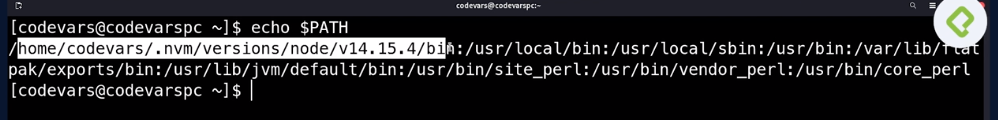 codevars@codevarspc:~
[codevars@codevarspc ~]$ echo $PATH
/home/codevars/.nvm/versions/node/v14.15.4/bin:/usr/local/bin:/usr/local/sbin:/usr/bin:/var/lib/flat
pak/exports/bin:/usr/lib/jvm/default/bin:/usr/bin/site_perl:/usr/bin/vendor_perl:/usr/bin/core_perl
[codevars@codevarspc ~]$